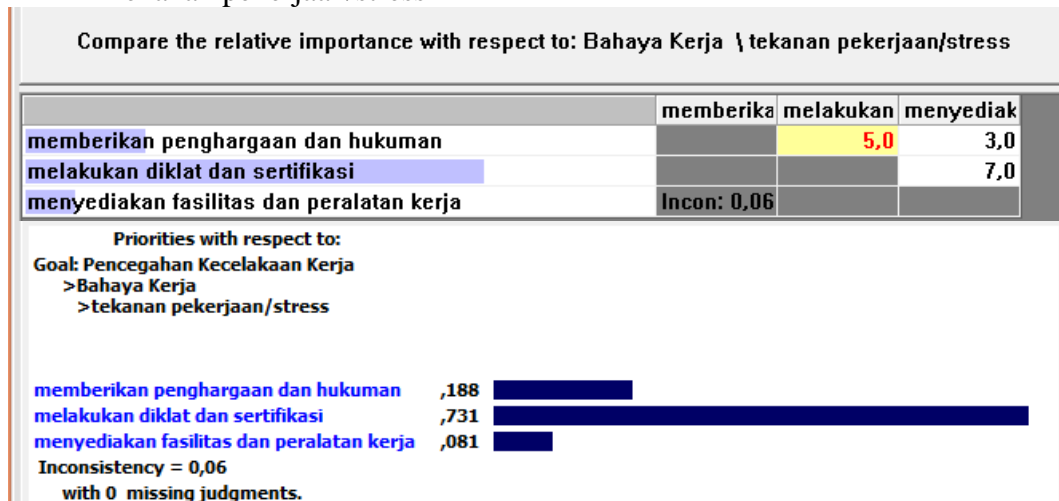 Compare the relative importance with respect to: Bahaya Kerja \ tekanan pekerjaan/stress
memberika melakukan menyediak
memberikan penghargaan dan hukuman 5,0 3,0
melakukan diklat dan sertifikasi 7,0
menyediakan fasilitas dan peralatan kerja Incon: 0,06
Priorities with respect to:
Goal: Pencegahan Kecelakaan Kerja
>Bahaya Kerja
>tekanan pekerjaan/stress
memberikan penghargaan dan hukuman ,188
melakukan diklat dan sertifikasi ,731
menyediakan fasilitas dan peralatan kerja ,081
Inconsistency = 0,06
with 0 missing judgments.